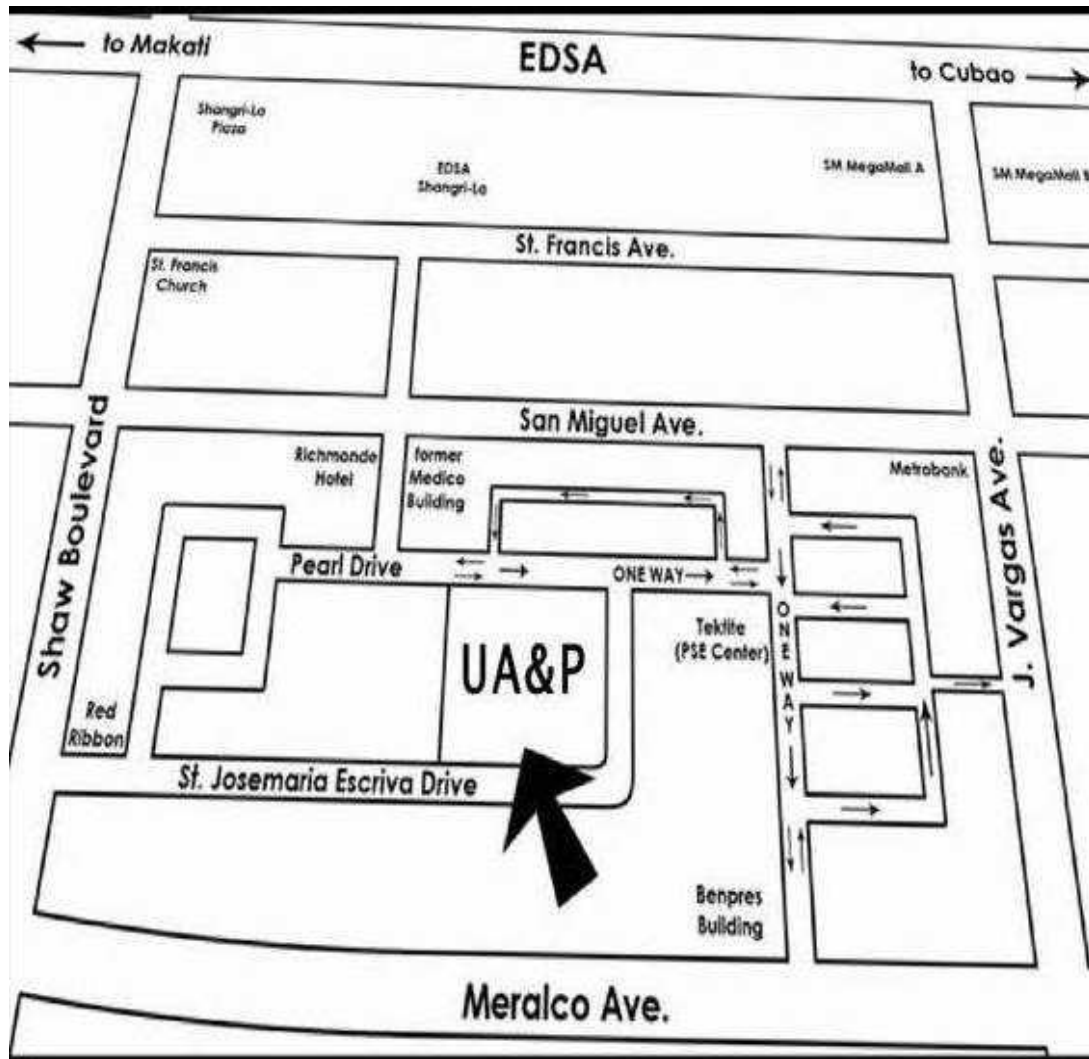 to Makati
EDSA
to Cubao
Shangri-La
Plaza
EDSA
Shangri-La
SM MegaMall A
SM MegaMall
St. Francis Ave.
St. Francis
Church
San Miguel Ave.
Shaw Boulevard
J. Vargas Ave.
Richmonde
Hotel
former
Medico
Building
Metrobank
Pearl Drive
ONE WAY
ONE WAY
UA&P
Tektite
(PSE Center)
Red
Ribbon
St. Josemaria Escriva Drive
Benpres
Building
Meralco Ave.